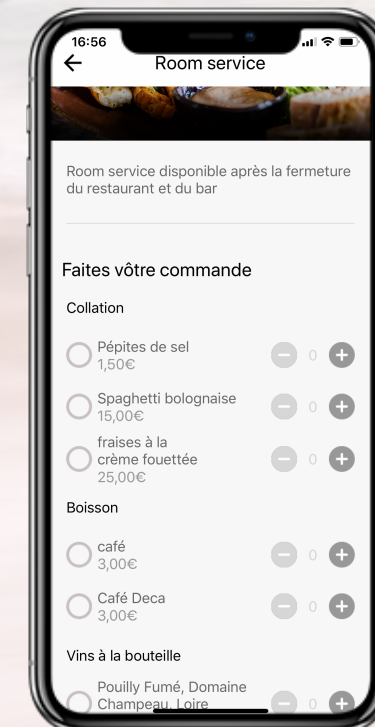 16:56
Room service
Room service disponible après la fermeture
du restaurant et du bar
Faites vôtre commande
Collation
Pépites de sel
1,50€
0
Spaghetti bolognaise
15,00€
0
fraises à la
crème fouettée
25,00€
0
Boisson
café
3,00€
0
Café Deca
3,00€
0
Vins à la bouteille
Pouilly Fumé, Domaine
Champeau, Loire
0